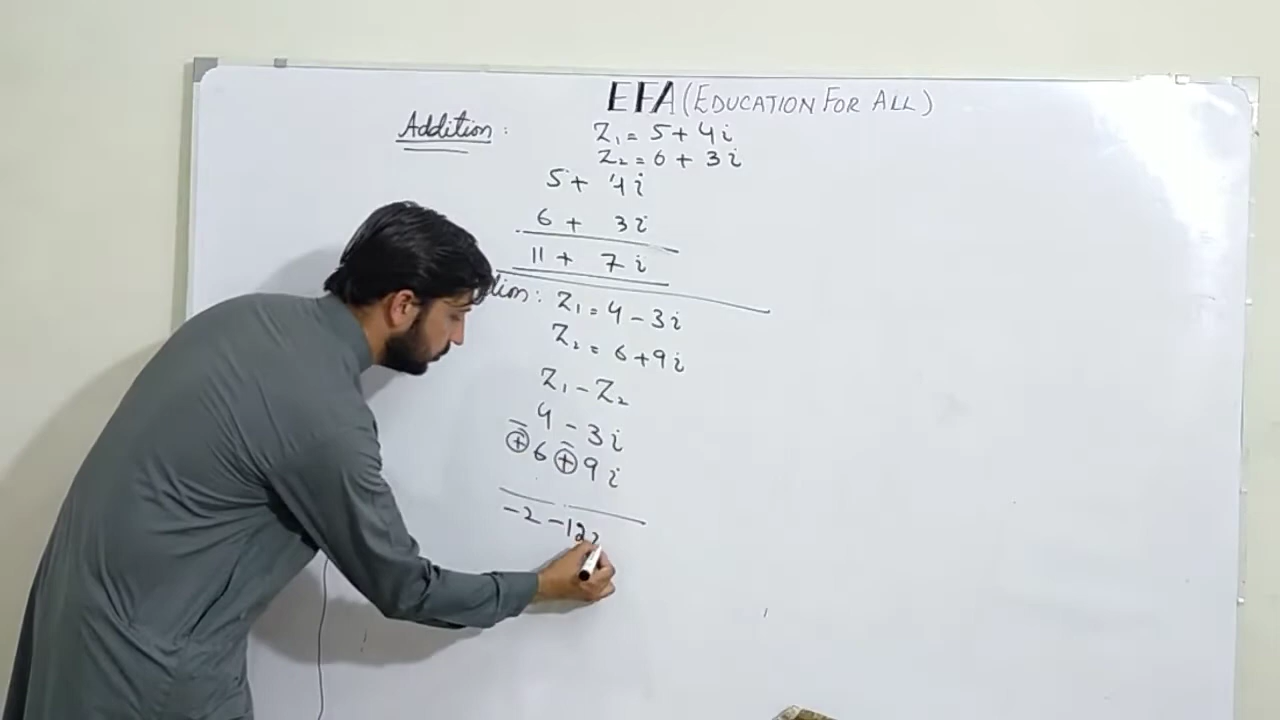 EFA (EDUCATION FOR ALL)
Addition:
Z₁ = 5 + 4i
Z₂ = 6 + 3i
5 + 4i
6 + 3i
11 + 7i
Z₁ = 4 - 3i
Z₂ = 6 + 9i
Z₁ - Z₂
4 - 3i
6 + 9i
-2 - 12i